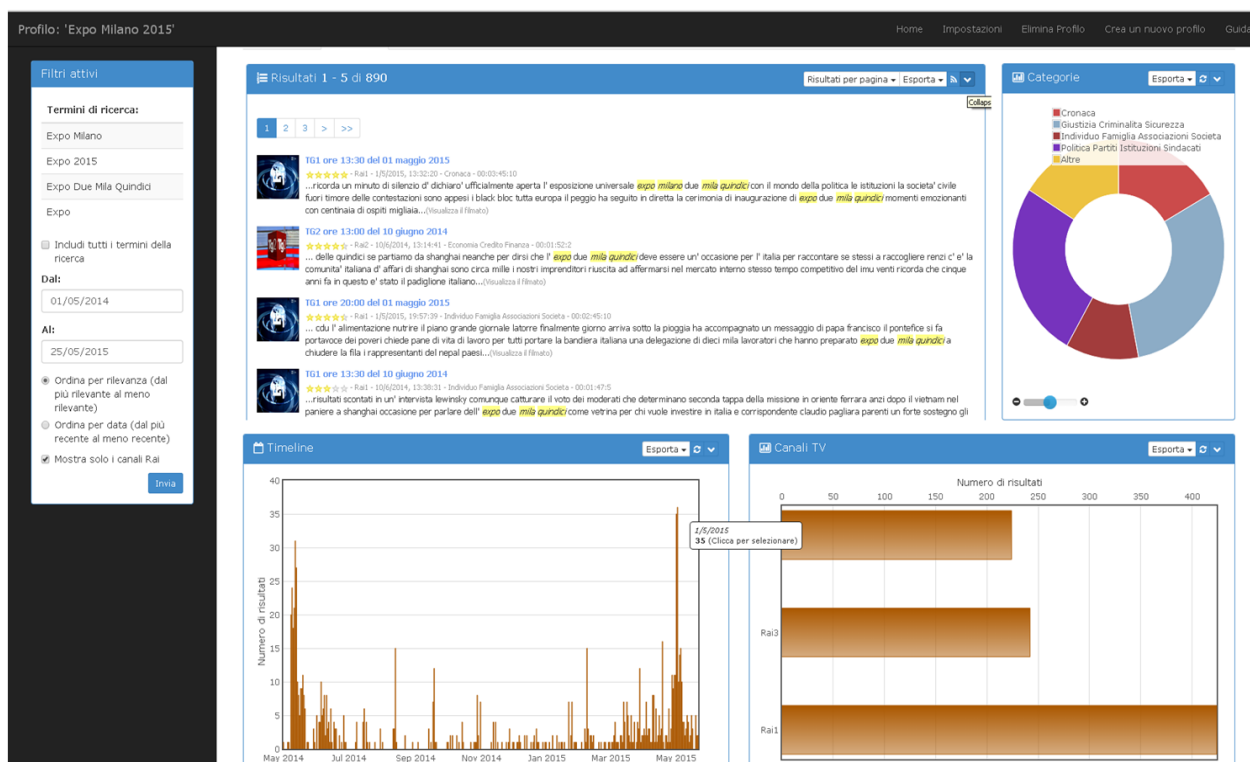 Profilo: 'Expo Milano 2015'
Home Impostazioni Elimina Profilo Crea un nuovo profilo Guida
Filtri attivi
Termini di ricerca:
Expo Milano
Expo 2015
Expo Due Mila Quindici
Expo
Includi tutti i termini della
ricerca
Dal:
01/05/2014
Al:
25/05/2015
Ordina per rilevanza (dal
più rilevante al meno
rilevante)
Ordina per data (dal più
recente al meno recente)
Mostra solo i canali Rai
Invia
Risultati 1 - 5 di 890
Risultati per pagina Esporta
Collaps
1 2 3 > >>
TG1 ore 13:30 del 01 maggio 2015
- Rai1 - 1/5/2015, 13:32:20 - Cronaca - 00:03:45:10
...ricorda un minuto di silenzio d' dichiaro' ufficialmente aperta l' esposizione universale expo milano due mila quindici con il mondo della politica le istituzioni la societa' civile
fuori timore delle contestazioni sono appesi i black bloc tutta europa il peggio ha seguito in diretta la cerimonia di inaugurazione di expo due mila quindici momenti emozionanti
con centinaia di ospiti migliaia...(Visualizza il filmato)
TG2 ore 13:00 del 10 giugno 2014
- Rai2 - 10/6/2014, 13:14:41 - Economia Credito Finanza - 00:01:52:2
... delle quindici se partiamo da shanghai neanche per dirsi che l' expo due mila quindici deve essere un' occasione per l' italia per raccontare se stessi a raccogliere renzi c' e' la
comunita' italiana d' affari di shanghai sono circa mille i nostri imprenditori riuscita ad affermarsi nel mercato interno stesso tempo competitivo del imu venti ricorda che cinque
anni fa in questo e' stato il padiglione italiano...(Visualizza il filmato)
TG1 ore 20:00 del 01 maggio 2015
- Rai1 - 1/5/2015, 19:57:39 - Individuo Famiglia Associazioni Societa - 00:02:45:10
... cdu l' alimentazione nutrire il piano grande giornale latorre finalmente giorno arriva sotto la pioggia ha accompagnato un messaggio di papa francisco il pontefice si fa
portavoce dei poveri chiede pane di vita di lavoro per tutti portare la bandiera italiana una delegazione di dieci mila lavoratori che hanno preparato expo due mila quindici a
chiudere la fila i rappresentanti del nepal paesi...(Visualizza il filmato)
TG1 ore 13:30 del 10 giugno 2014
- Rai1 - 10/6/2014, 13:38:31 - Individuo Famiglia Associazioni Societa - 00:01:47:5
...risultati scontati in un' intervista lewinsky comunque catturare il voto dei moderati che determinano seconda tappa della missione in oriente ferrara anzi dopo il vietnam nel
paniere a shanghai occasione per parlare dell' expo due mila quindici come vetrina per chi vuole investire in italia e corrispondente claudio pagliara parenti un forte sostegno gli
Categorie
Esporta
Cronaca
Giustizia Criminalita Sicurezza
Individuo Famiglia Associazioni Societa
Politica Partiti Istituzioni Sindacati
Altre
Timeline
Esporta
Numero di risultati
40
35
30
25
20
15
10
5
0
May 2014 Jul 2014 Sep 2014 Nov 2014 Jan 2015 Mar 2015 May 2015
1/5/2015
35 (Clicca per selezionare)
Canali TV
Esporta
Numero di risultati
0 50 100 150 200 250 300 350 400
Rai3
Rai1